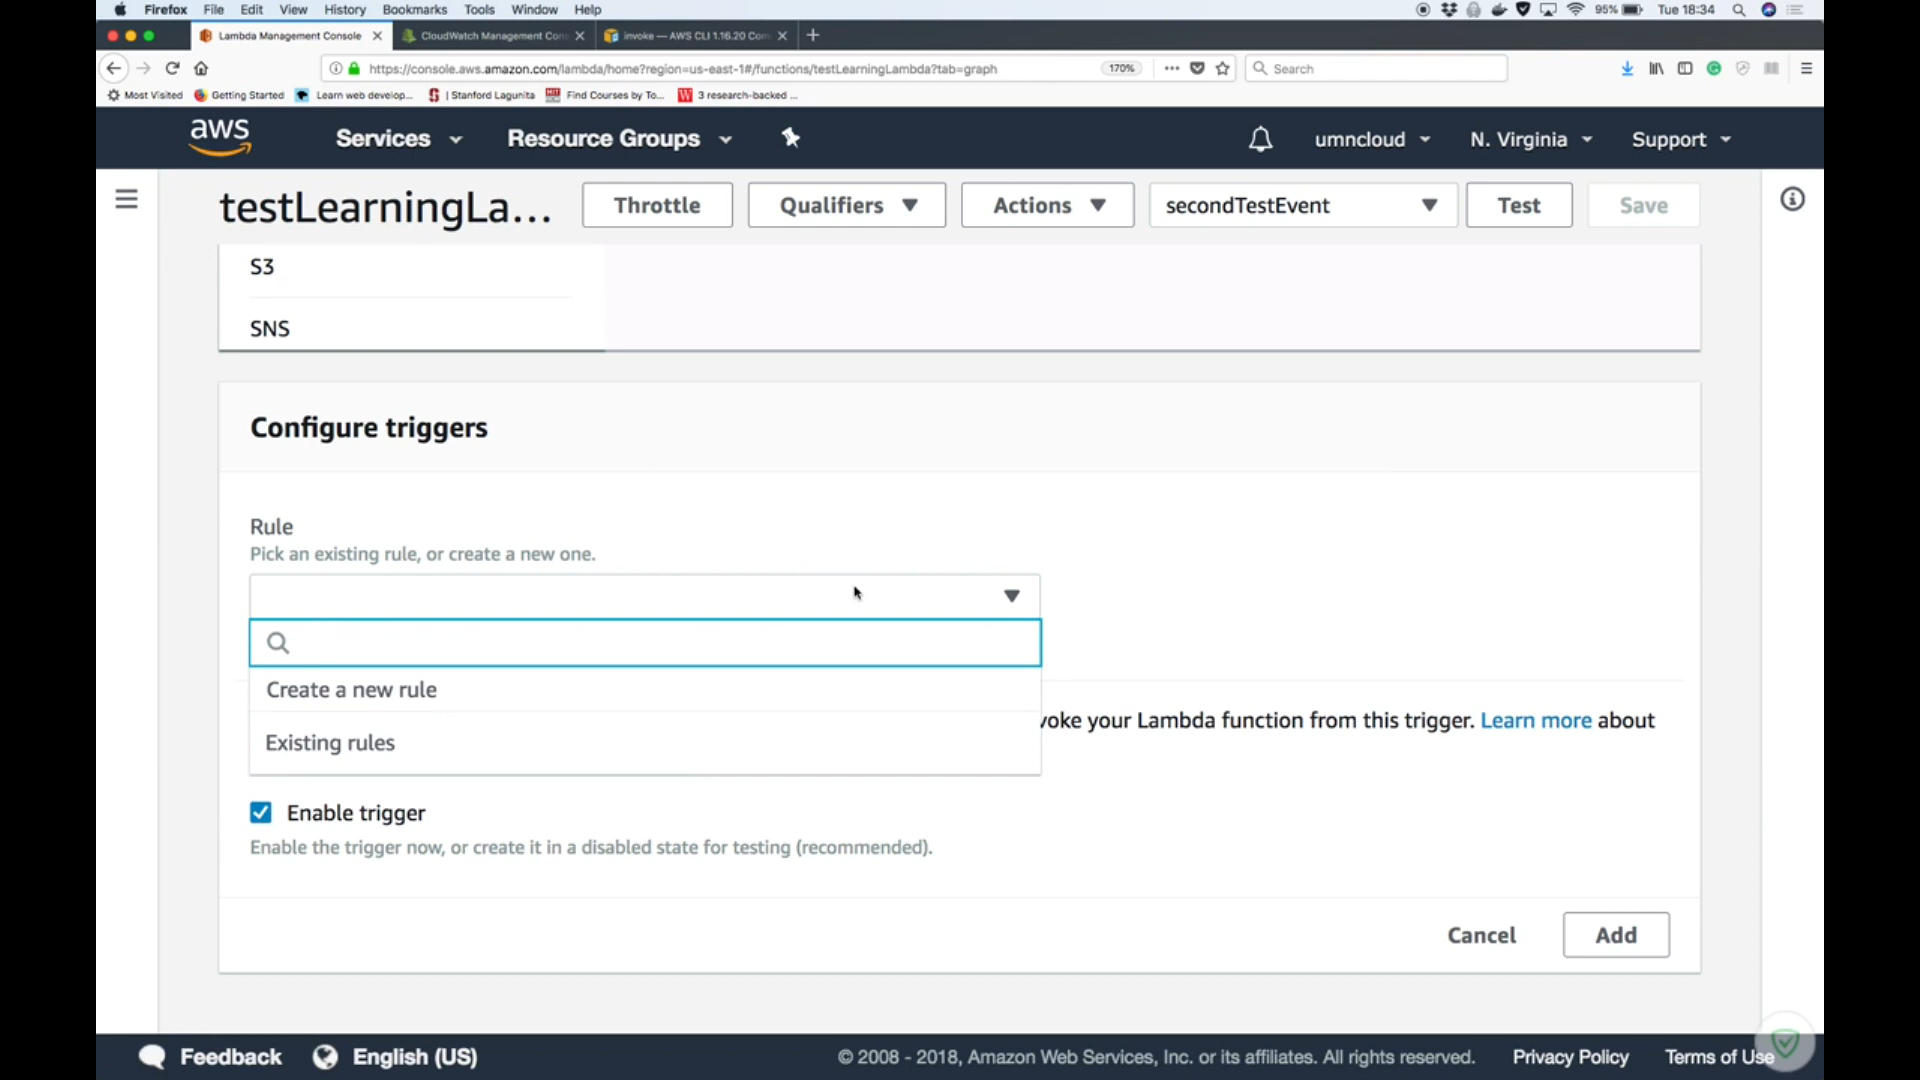 Firefox File Edit View History Bookmarks Tools Window Help 95% Tue 18:34
Lambda Management Console CloudWatch Management Con invoke — AWS CLI 1.16.20 Com
https://console.aws.amazon.com/lambda/home?region=us-east-1#/functions/testLearningLambda?tab=graph 170% Search
Most Visited Getting Started Learn web develop... | Stanford Lagunita Find Courses by To... 3 research-backed ...
aws Services Resource Groups umncloud N. Virginia Support
testLearningLa... Throttle Qualifiers Actions secondTestEvent Test Save
S3
SNS
Configure triggers
Rule
Pick an existing rule, or create a new one.
Create a new rule
voke your Lambda function from this trigger. Learn more about
Existing rules
Enable trigger
Enable the trigger now, or create it in a disabled state for testing (recommended).
Cancel Add
Feedback English (US) © 2008 - 2018, Amazon Web Services, Inc. or its affiliates. All rights reserved. Privacy Policy Terms of Use